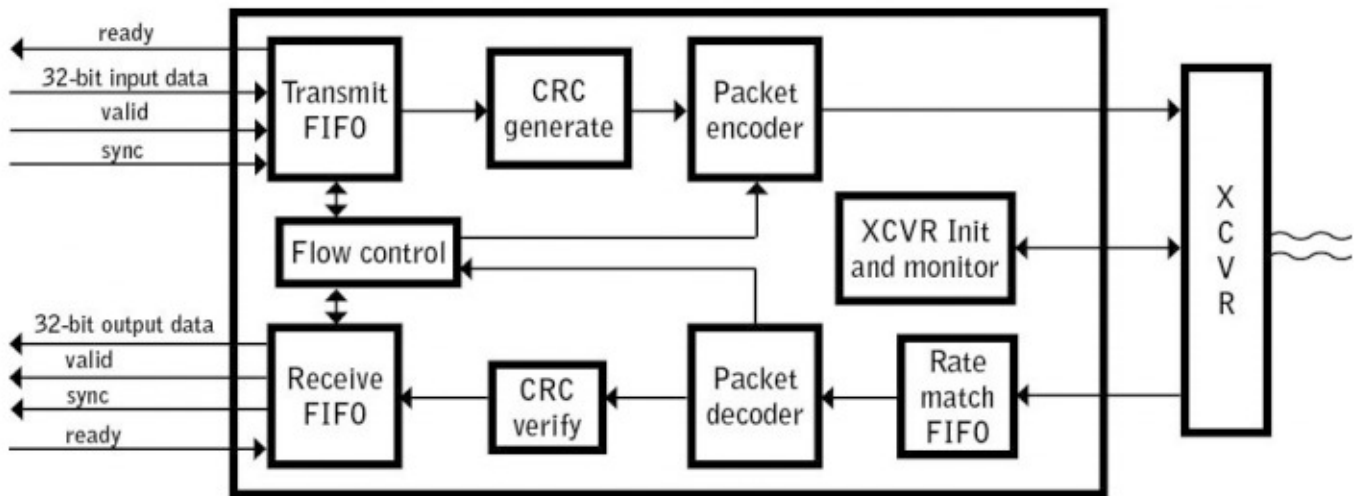 ready
32-bit input data
valid
sync
Transmit
FIFO
CRC
generate
Packet
encoder
Flow control
XCVR Init
and monitor
X
C
V
R
32-bit output data
valid
sync
ready
Receive
FIFO
CRC
verify
Packet
decoder
Rate
match
FIFO